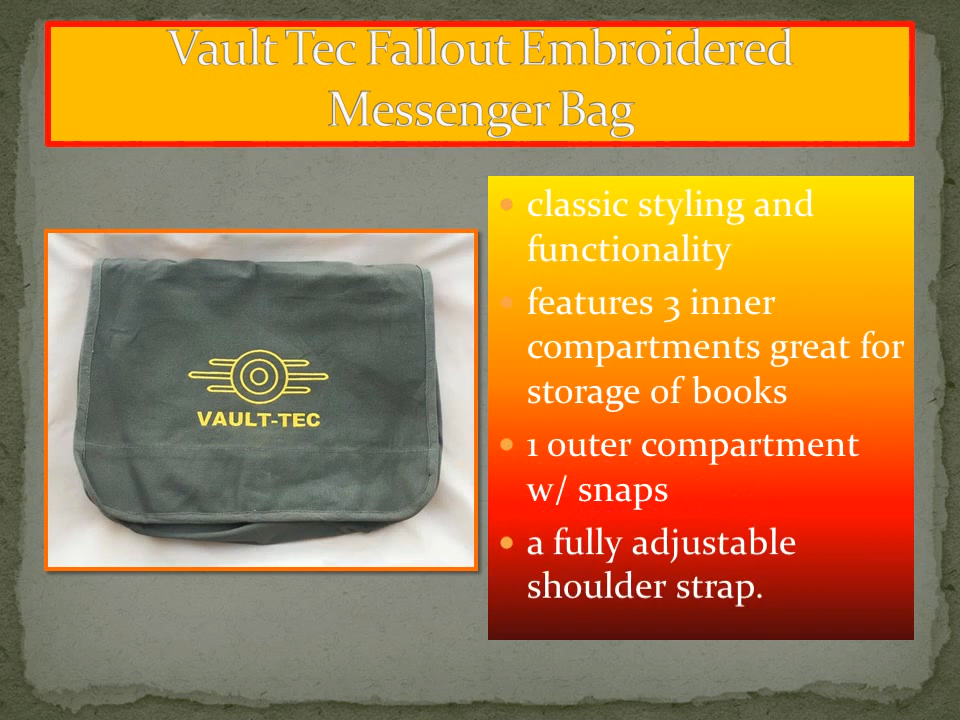 Vault Tec Fallout Embroidered
Messenger Bag
VAULT-TEC
classic styling and
functionality
features 3 inner
compartments great for
storage of books
1 outer compartment
w/ snaps
a fully adjustable
shoulder strap.